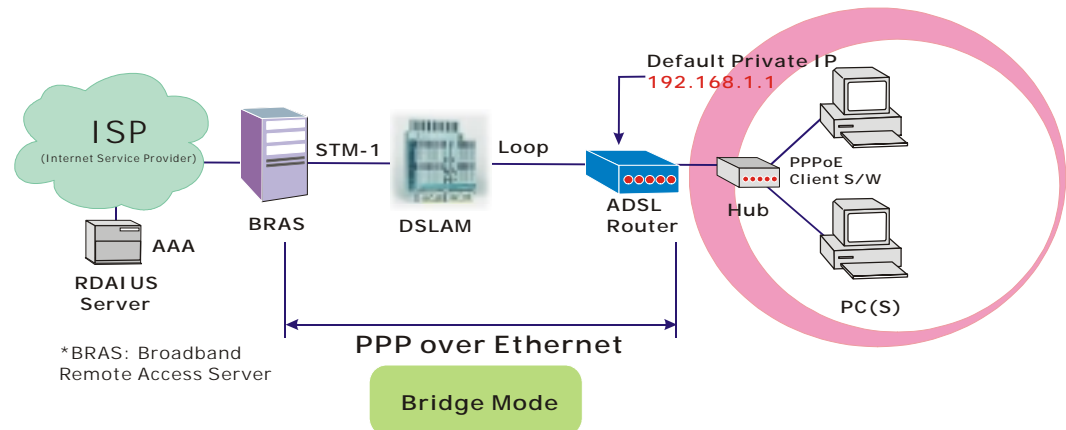 ISP
(Internet Service Provider)
AAA
RDAIUS
Server
BRAS
STM-1
DSLAM
Loop
Default Private IP
192.168.1.1
ADSL
Router
Hub
PPPoE
Client S/W
PC(S)
PPP over Ethernet
*BRAS: Broadband
Remote Access Server
Bridge Mode